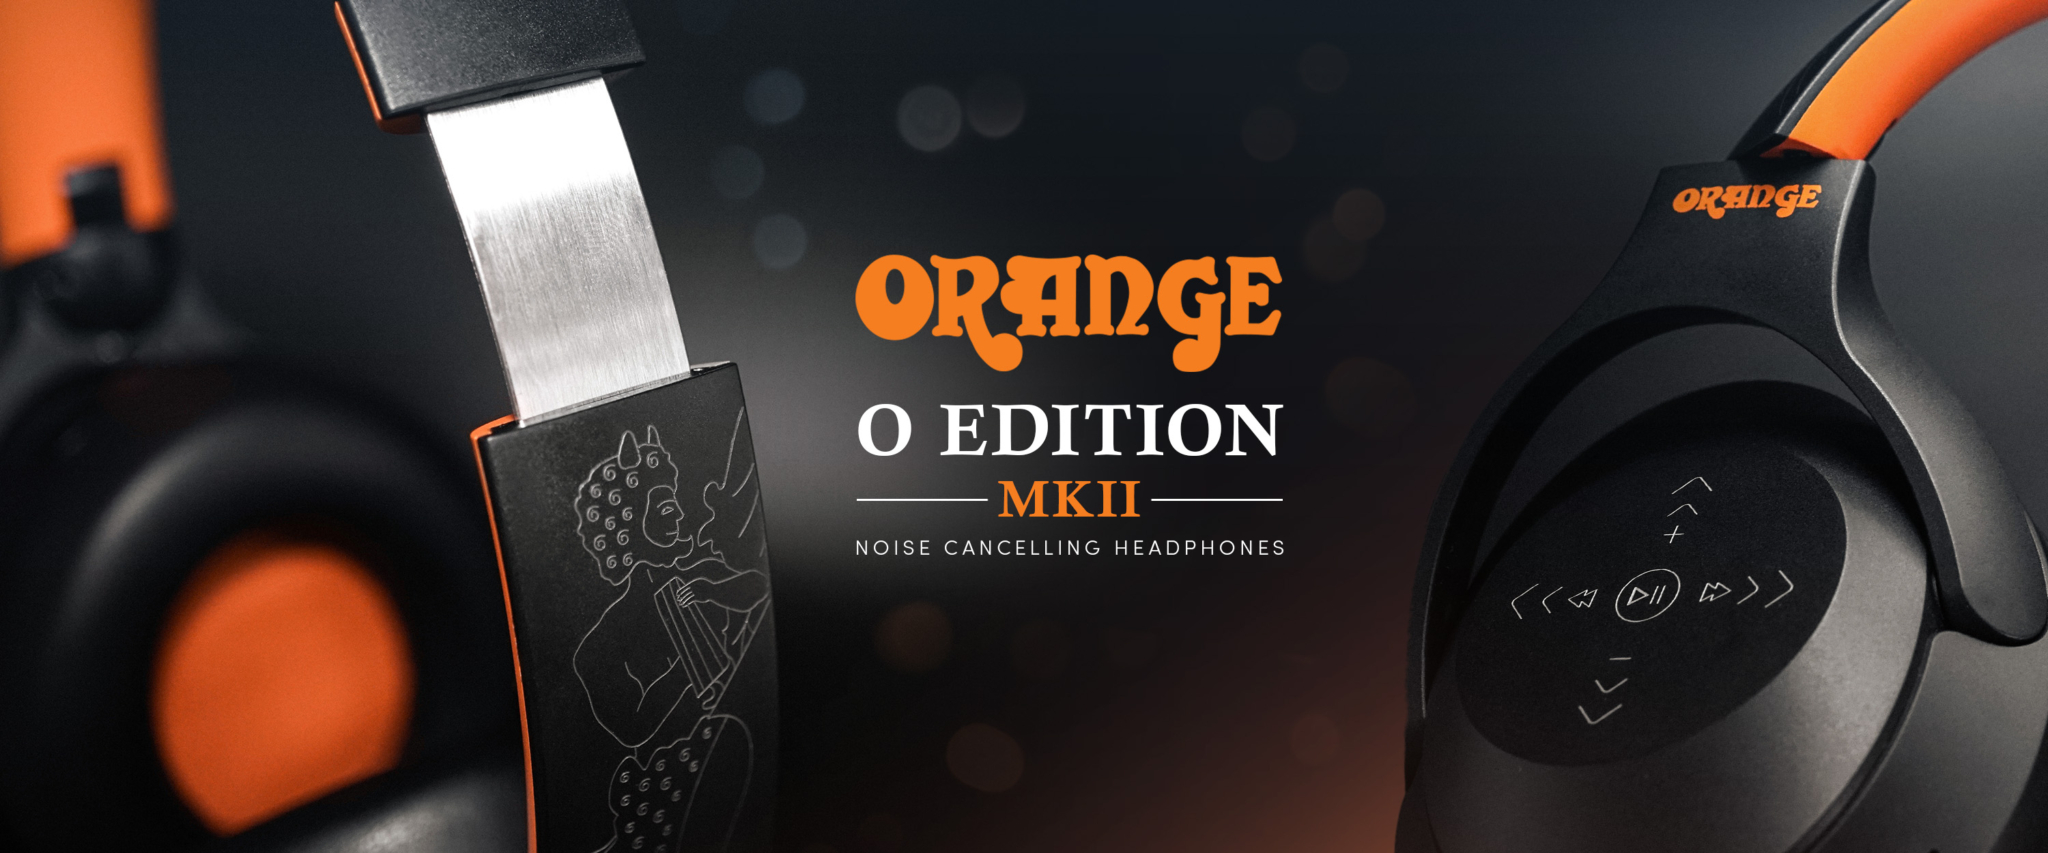 ORANGE
O EDITION
MKII
NOISE CANCELLING HEADPHONES
ORANGE
+
-